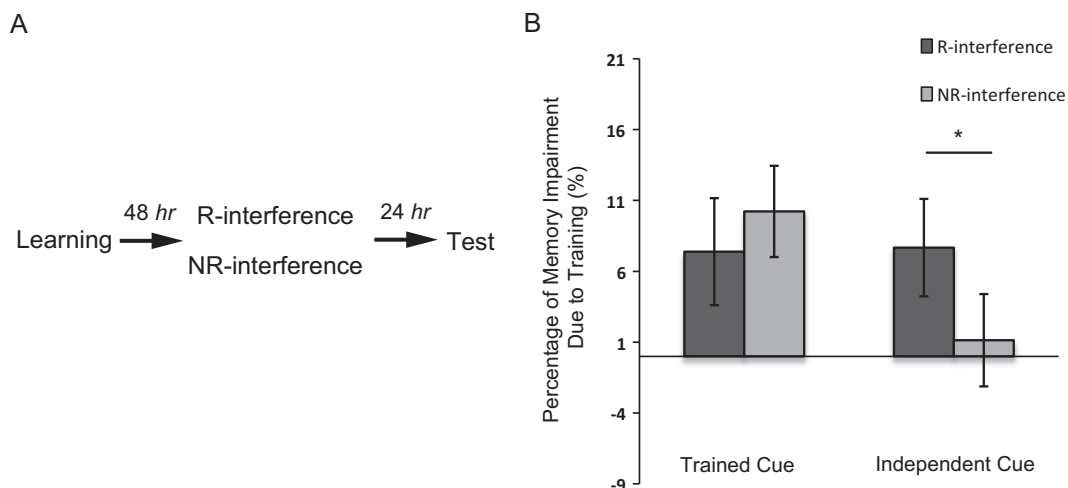 A
48 hr
24 hr
R-interference
Learning
Test
NR-interference
B
R-interference
NR-interference
Percentage of Memory Impairment
Due to Training (%)
21
16
11
6
1
-4
-9
*
Trained Cue
Independent Cue